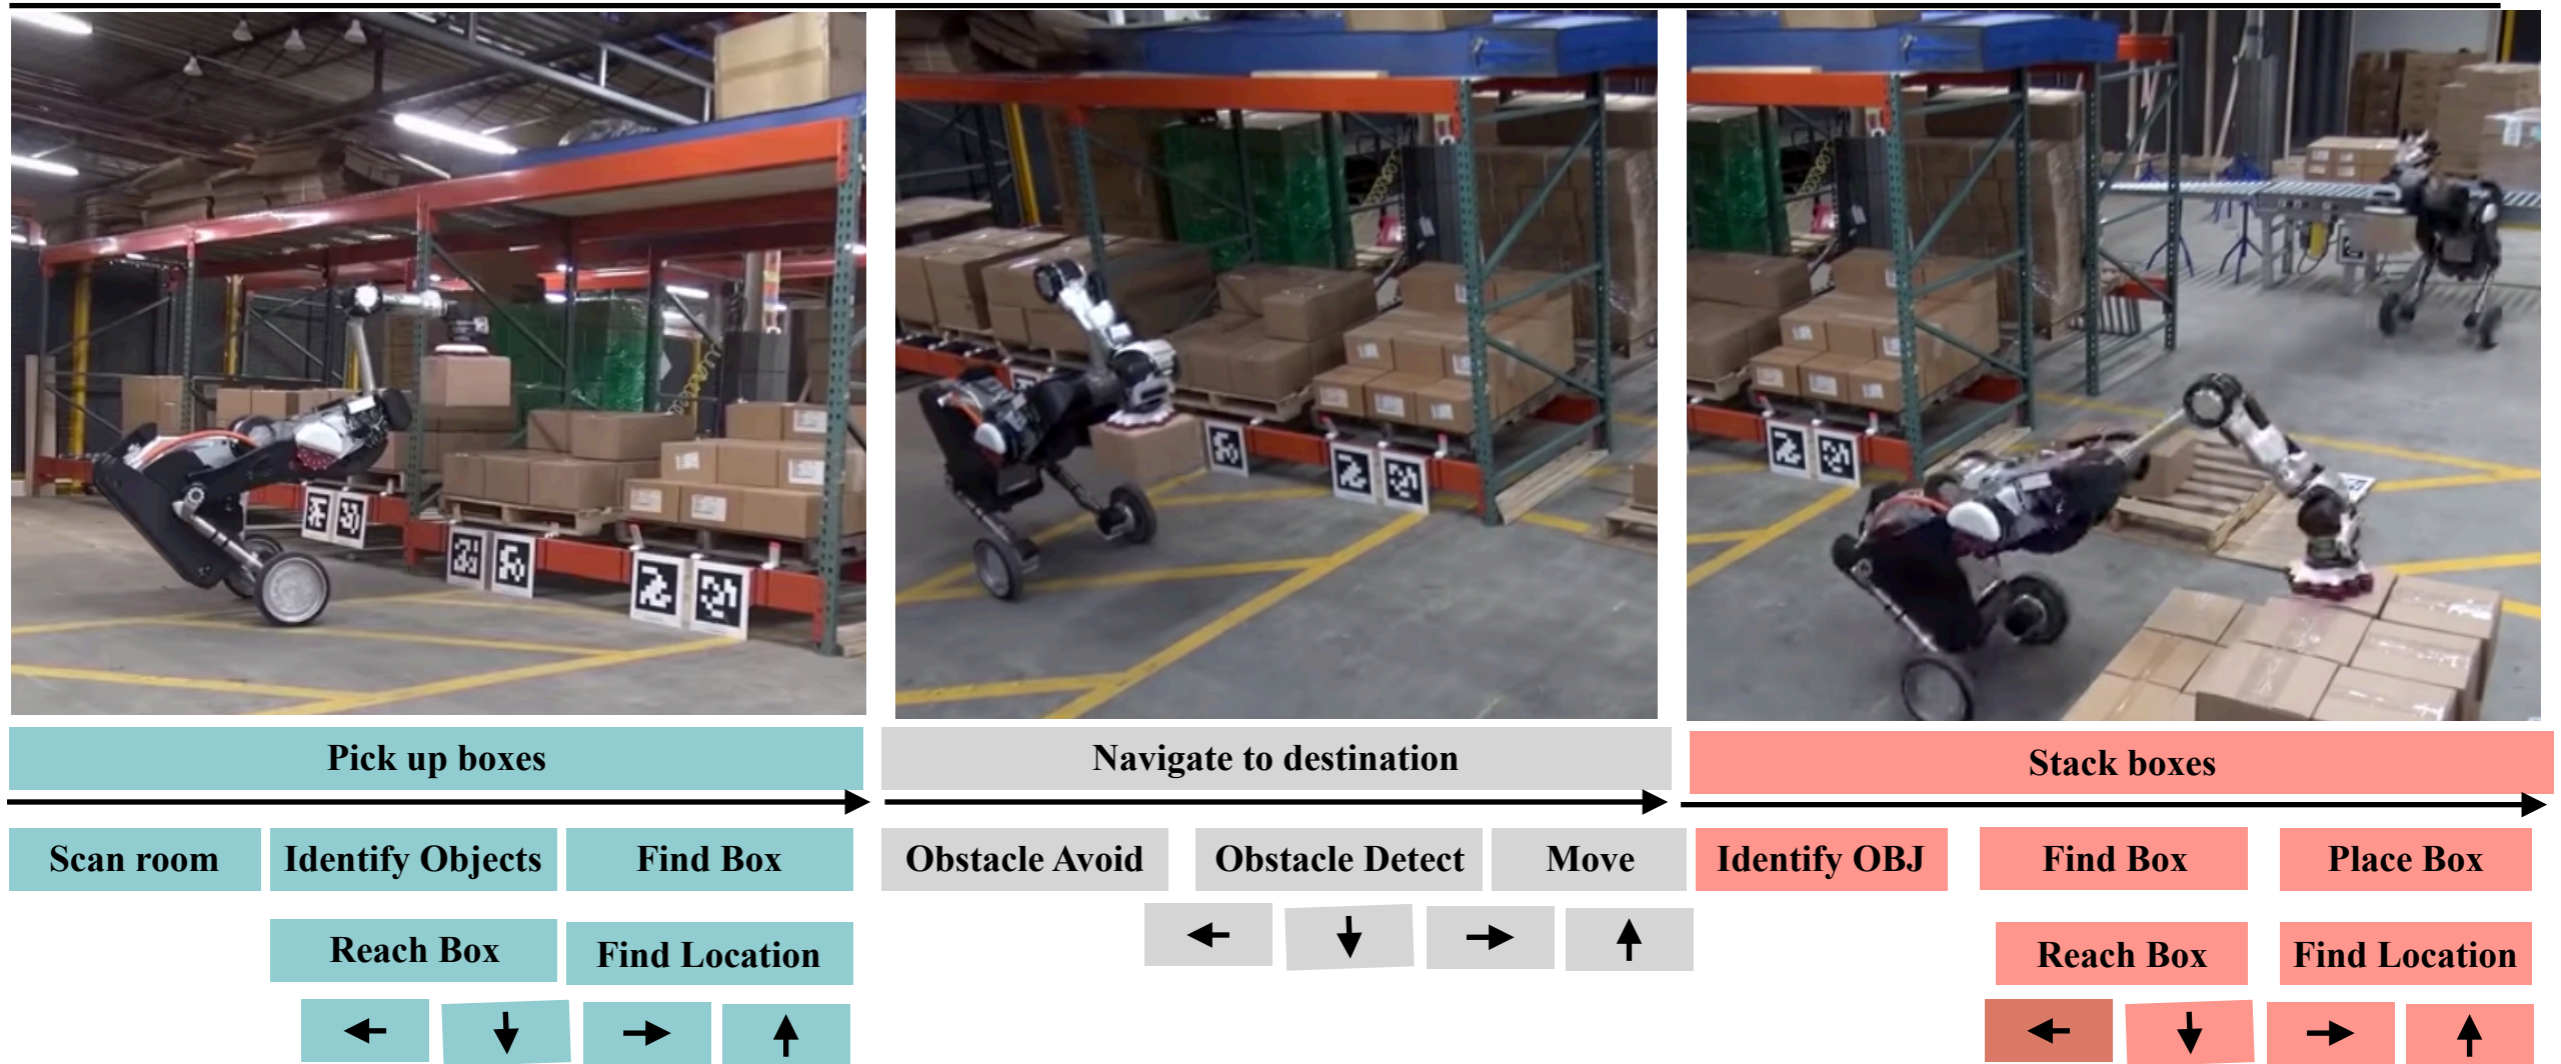 Pick up boxes
Navigate to destination
Stack boxes
Scan room
Identify Objects
Find Box
Obstacle Avoid
Obstacle Detect
Move
Identify OBJ
Find Box
Place Box
Reach Box
Find Location
Reach Box
Find Location